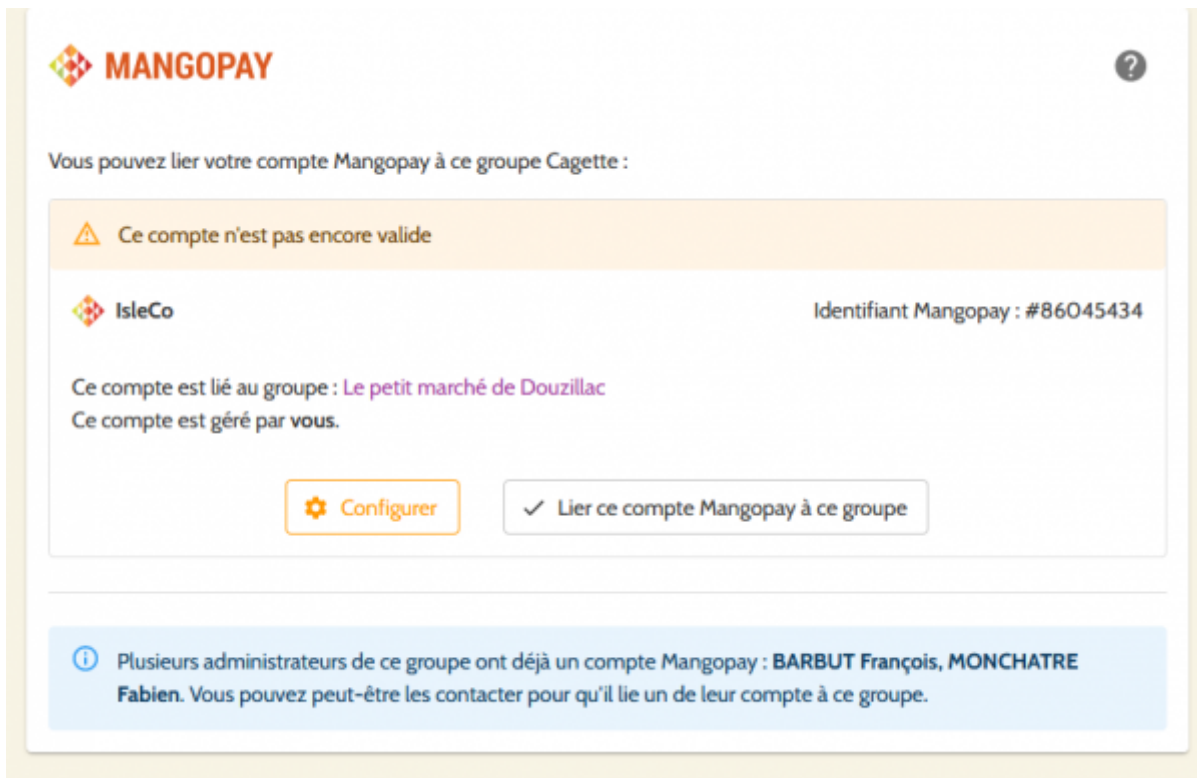 MANGOPAY
Vous pouvez lier votre compte Mangopay à ce groupe Cagette :
Ce compte n'est pas encore valide
IsleCo
Identifiant Mangopay : #86045434
Ce compte est lié au groupe : Le petit marché de Douzillac
Ce compte est géré par vous.
Configurer
Lier ce compte Mangopay à ce groupe
Plusieurs administrateurs de ce groupe ont déjà un compte Mangopay : BARBUT François, MONCHATRE
Fabien. Vous pouvez peut-être les contacter pour qu'il lie un de leur compte à ce groupe.